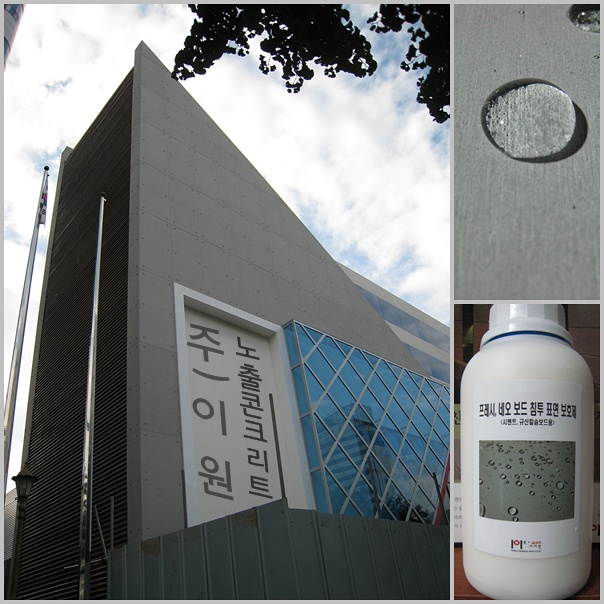 주)이원
노출콘크리트
프레시, 네오 보드 침투 표면 보호제
<시멘트, 규산칼슘보드용>